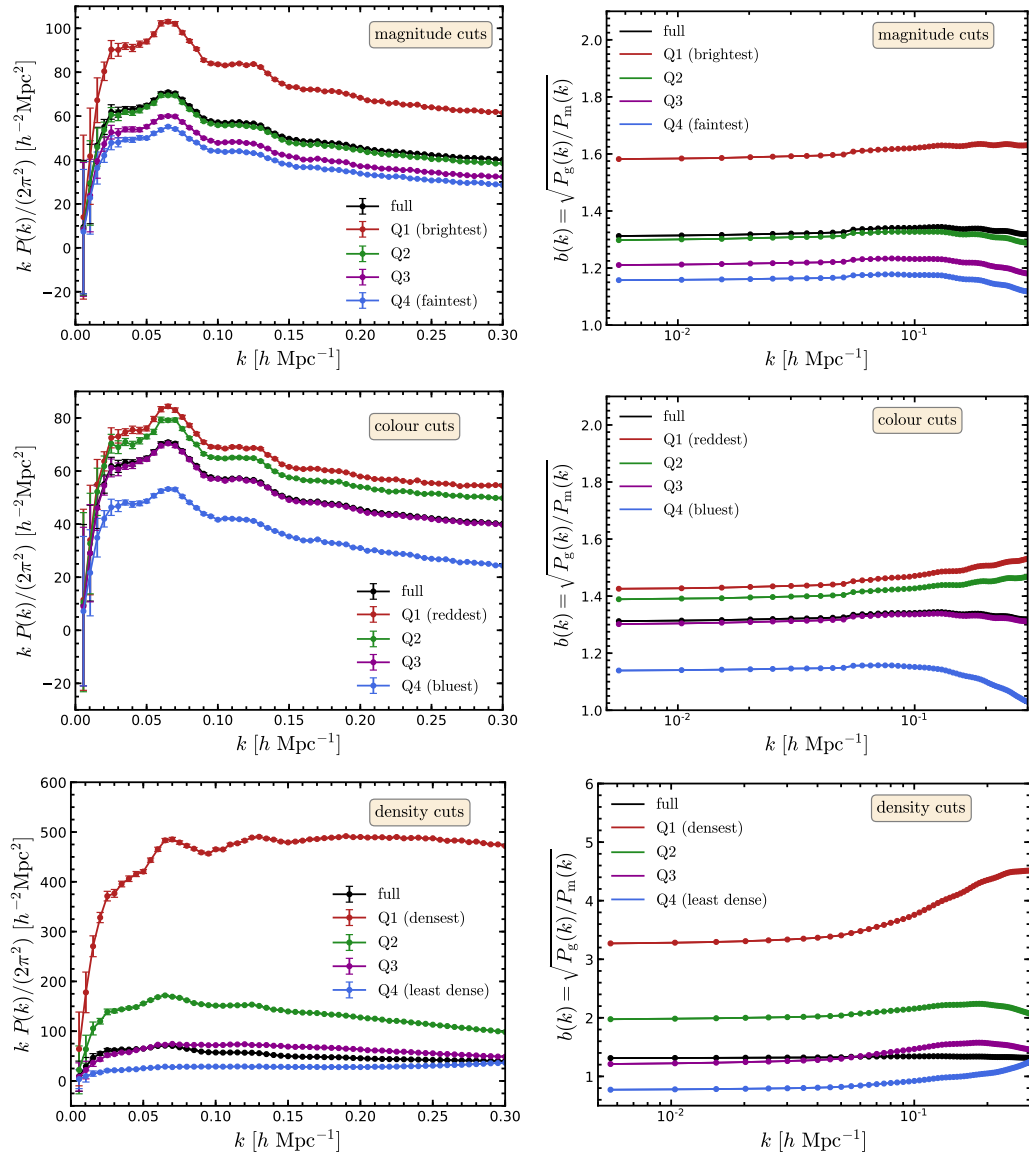 magnitude cuts
k P(k)/(2π²) [h⁻²Mpc²]
100
80
60
40
20
0
−20
full
Q1 (brightest)
Q2
Q3
Q4 (faintest)
0.00 0.05 0.10 0.15 0.20 0.25 0.30
k [h Mpc⁻¹]
magnitude cuts
b(k) = √Pg(k)/Pm(k)
2.0
1.8
1.6
1.4
1.2
1.0
full
Q1 (brightest)
Q2
Q3
Q4 (faintest)
10⁻² 10⁻¹
k [h Mpc⁻¹]
colour cuts
k P(k)/(2π²) [h⁻²Mpc²]
80
60
40
20
0
−20
full
Q1 (reddest)
Q2
Q3
Q4 (bluest)
0.00 0.05 0.10 0.15 0.20 0.25 0.30
k [h Mpc⁻¹]
colour cuts
b(k) = √Pg(k)/Pm(k)
2.0
1.8
1.6
1.4
1.2
1.0
full
Q1 (reddest)
Q2
Q3
Q4 (bluest)
10⁻² 10⁻¹
k [h Mpc⁻¹]
density cuts
k P(k)/(2π²) [h⁻²Mpc²]
600
500
400
300
200
100
0
full
Q1 (densest)
Q2
Q3
Q4 (least dense)
0.00 0.05 0.10 0.15 0.20 0.25 0.30
k [h Mpc⁻¹]
density cuts
b(k) = √Pg(k)/Pm(k)
6
5
4
3
2
1
full
Q1 (densest)
Q2
Q3
Q4 (least dense)
10⁻² 10⁻¹
k [h Mpc⁻¹]